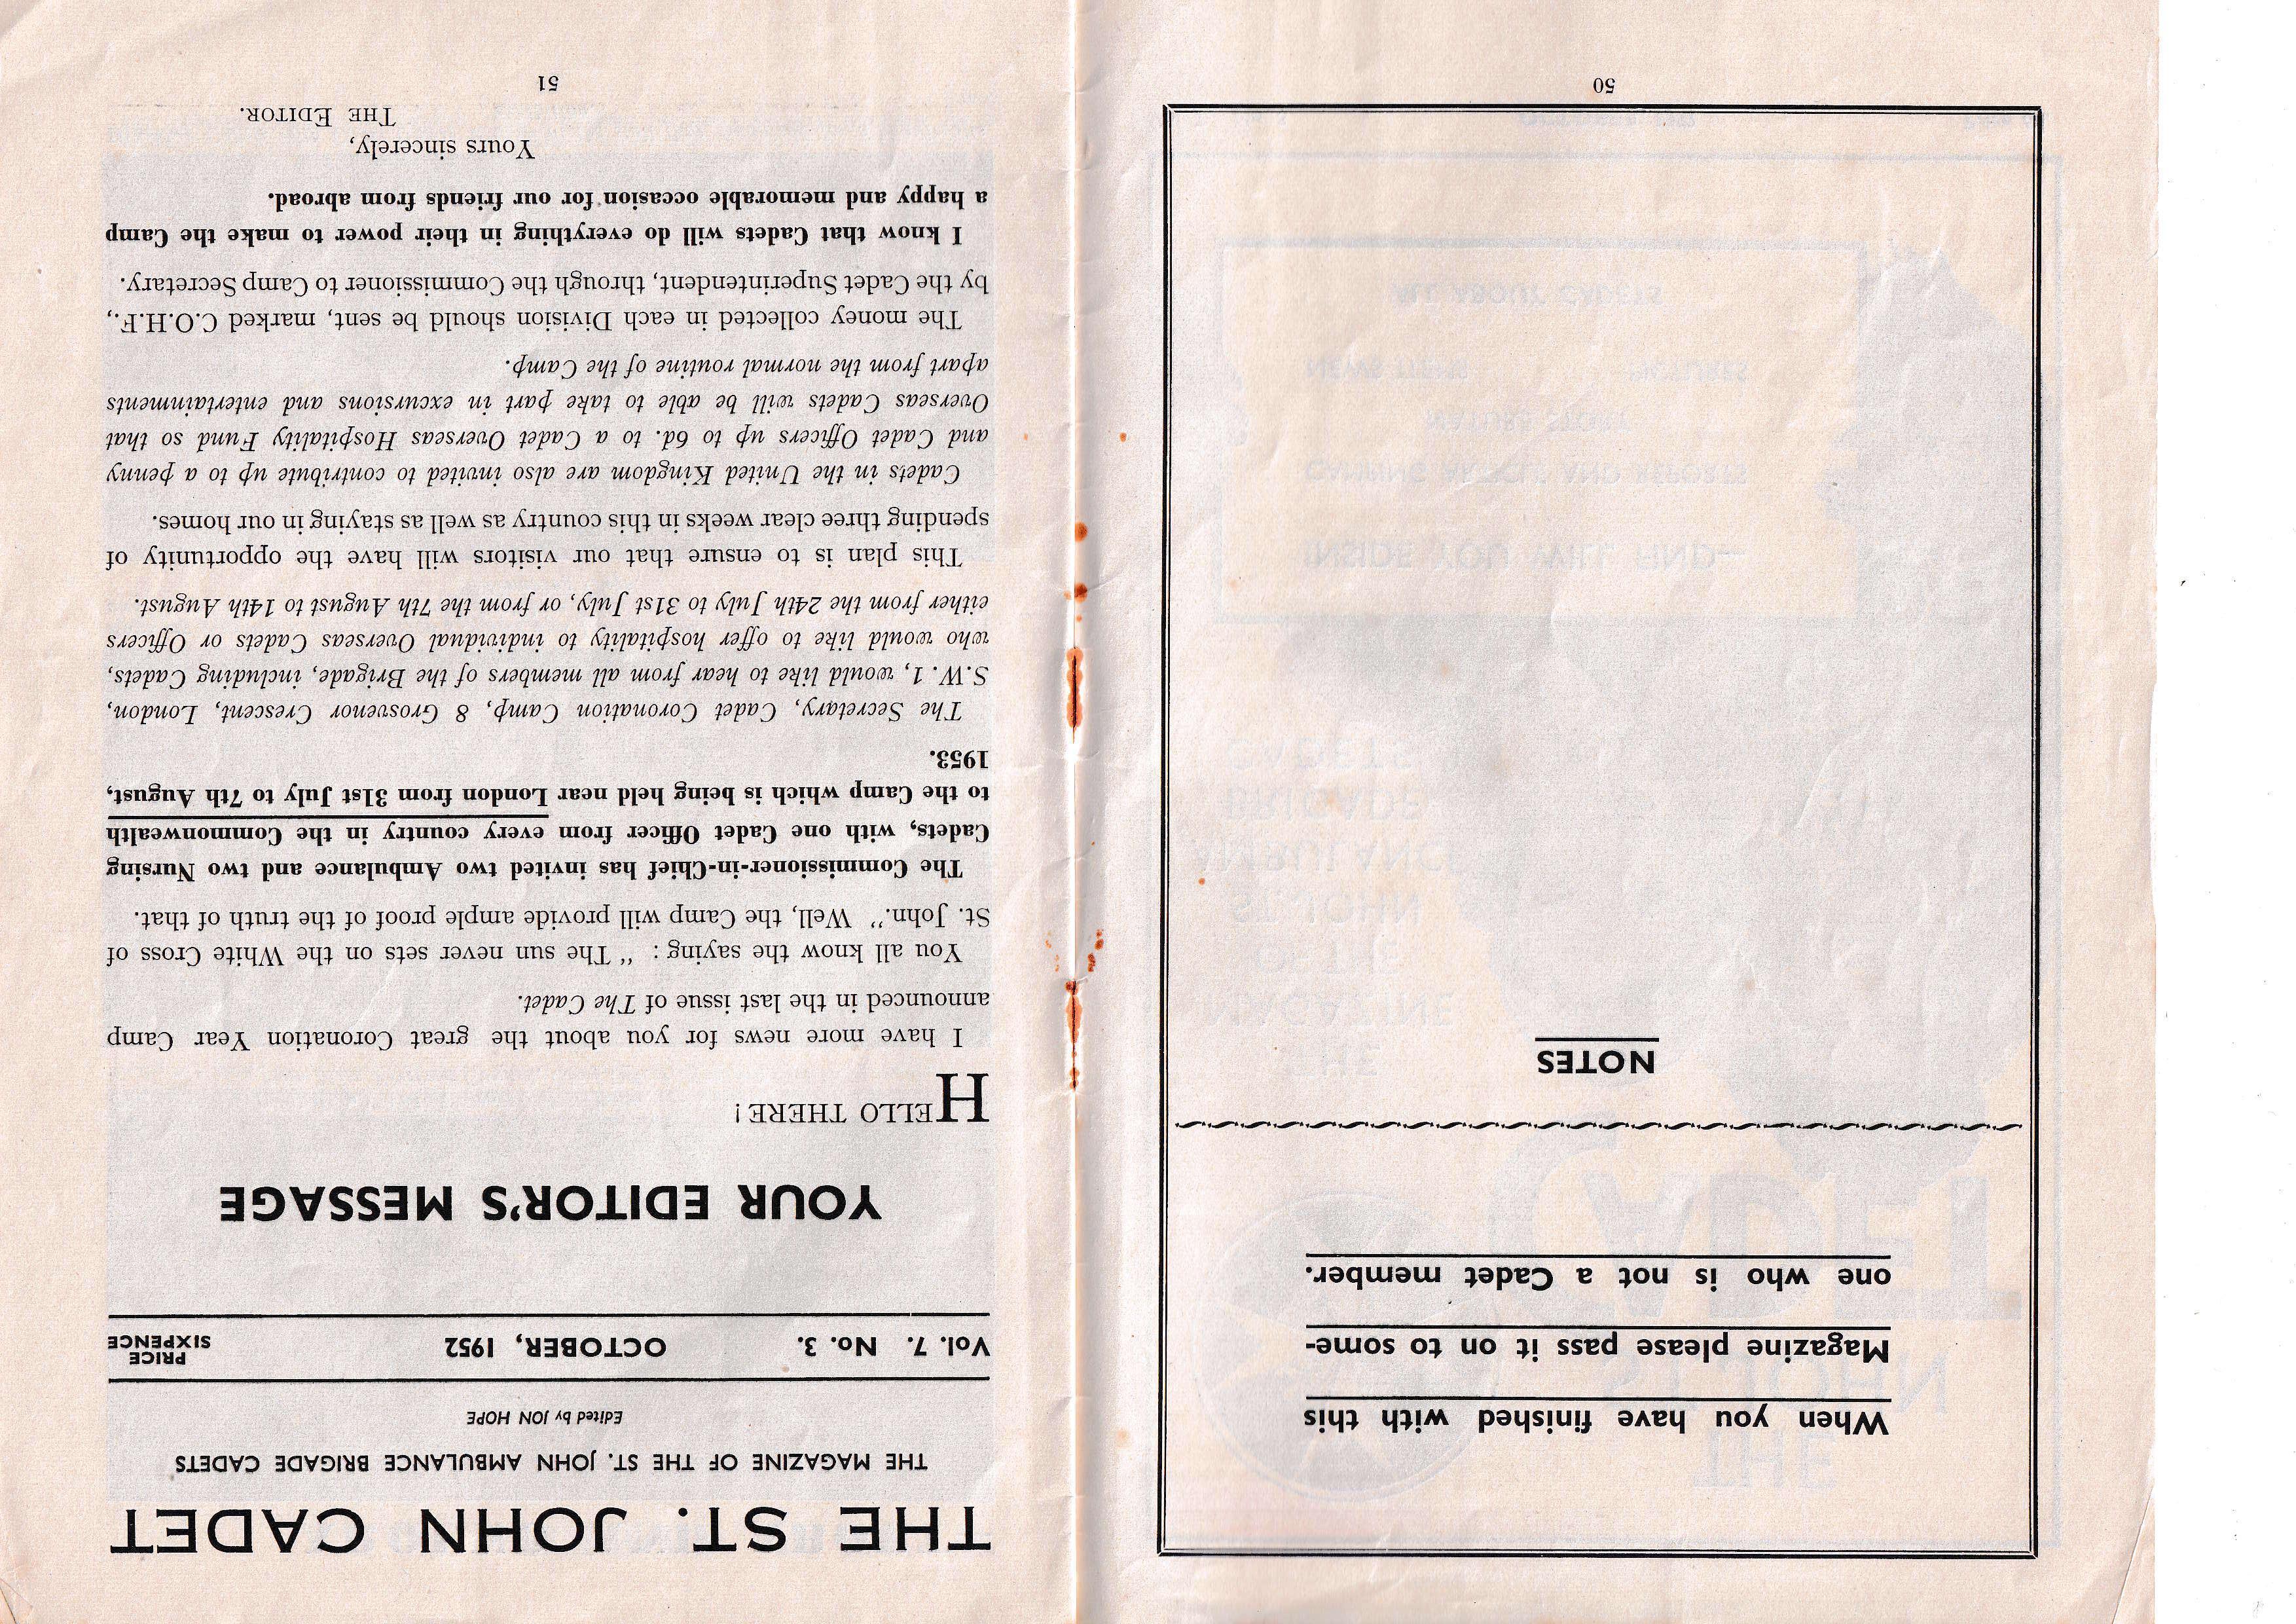 When you have finished with this
Magazine please pass it on to some-
one who is not a Cadet member.
NOTES
50
THE ST. JOHN CADET
THE MAGAZINE OF THE ST. JOHN AMBULANCE BRIGADE CADETS
Edited by JON HOPE
Vol. 7. No. 3. OCTOBER, 1952 PRICE
SIXPENCE
YOUR EDITOR'S MESSAGE
HELLO THERE!
I have more news for you about the great Coronation Year Camp
announced in the last issue of The Cadet.
You all know the saying: “The sun never sets on the White Cross of
St. John.” Well, the Camp will provide ample proof of the truth of that.
The Commissioner-in-Chief has invited two Ambulance and two Nursing
Cadets, with one Cadet Officer from every country in the Commonwealth
to the Camp which is being held near London from 31st July to 7th August,
1953.
The Secretary, Cadet Coronation Camp, 8 Grosvenor Crescent, London,
S.W.1, would like to hear from all members of the Brigade, including Cadets,
who would like to offer hospitality to individual Overseas Cadets or Officers
either from the 24th July to 31st July, or from the 7th August to 14th August.
This plan is to ensure that our visitors will have the opportunity of
spending three clear weeks in this country as well as staying in our homes.
Cadets in the United Kingdom are also invited to contribute up to a penny
and Cadet Officers up to 6d. to a Cadet Overseas Hospitality Fund so that
Overseas Cadets will be able to take part in excursions and entertainments
apart from the normal routine of the Camp.
The money collected in each Division should be sent, marked C.O.H.F.,
by the Cadet Superintendent, through the Commissioner to Camp Secretary.
I know that Cadets will do everything in their power to make the Camp
a happy and memorable occasion for our friends from abroad.
Yours sincerely,
THE EDITOR.
51